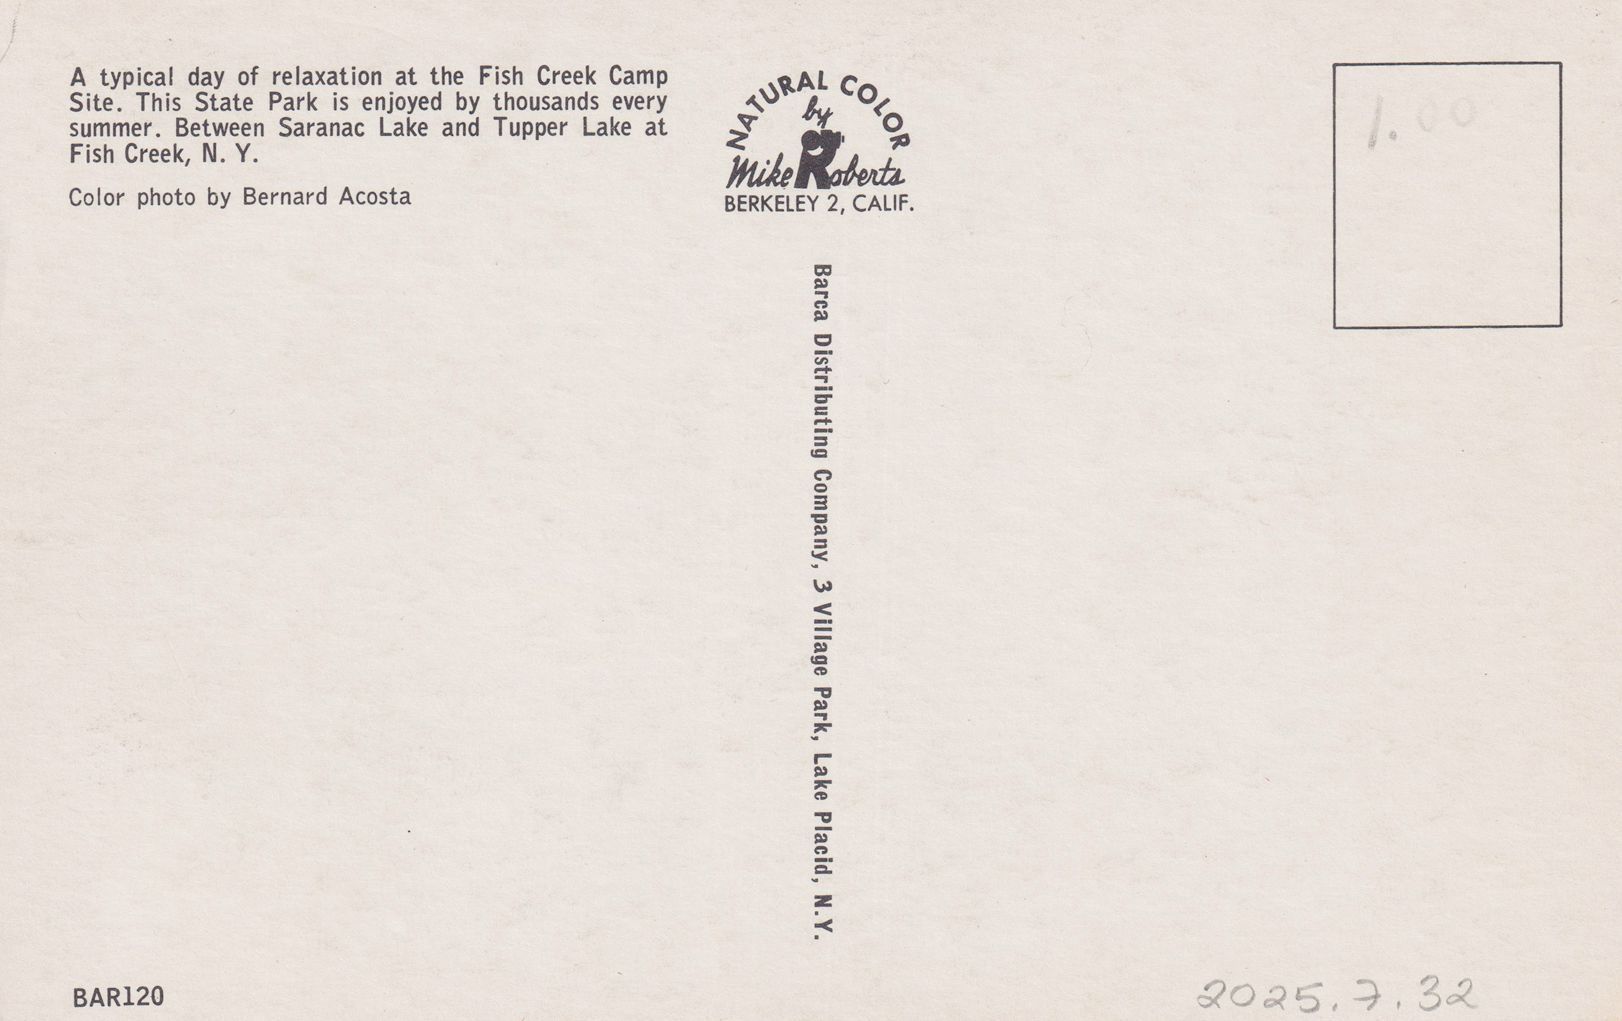 A typical day of relaxation at the Fish Creek Camp
Site. This State Park is enjoyed by thousands every
summer. Between Saranac Lake and Tupper Lake at
Fish Creek, N. Y.
Color photo by Bernard Acosta
NATURAL COLOR
by
Mike Roberts
BERKELEY 2, CALIF.
1.00
Barca Distributing Company, 3 Village Park, Lake Placid, N.Y.
BAR120
2025.7.32